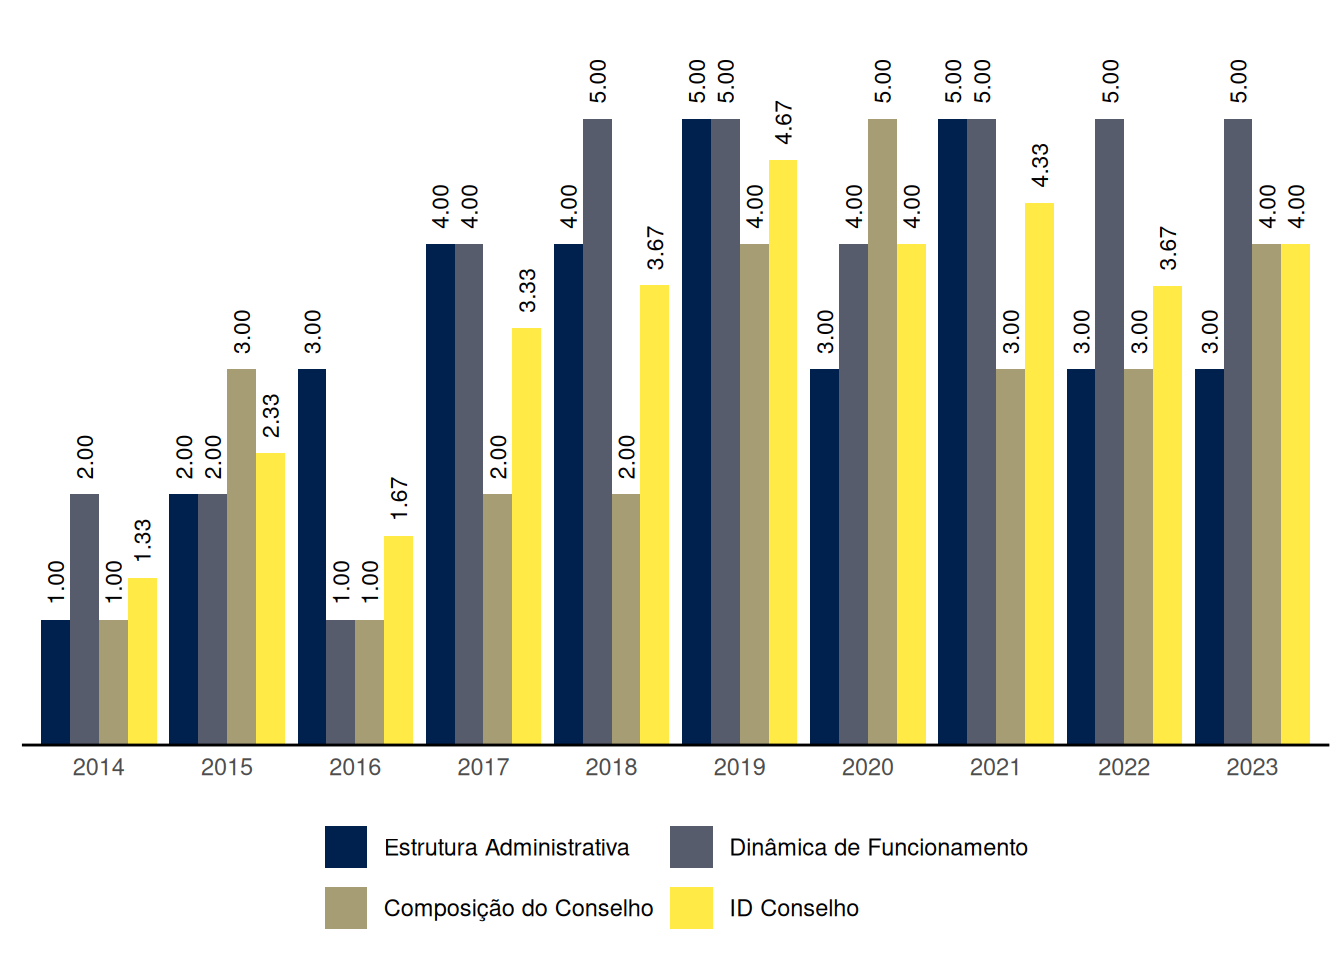 1.00 2.00 1.00 1.33
2.00 2.00 3.00 2.33
3.00 1.00 1.00 1.67
4.00 4.00 2.00 3.33
4.00 5.00 2.00 3.67
5.00 5.00 4.00 4.67
3.00 4.00 5.00 4.00
5.00 5.00 3.00 4.33
3.00 5.00 3.00 3.67
3.00 5.00 4.00 4.00
2014 2015 2016 2017 2018 2019 2020 2021 2022 2023
Estrutura Administrativa Dinâmica de Funcionamento
Composição do Conselho ID Conselho